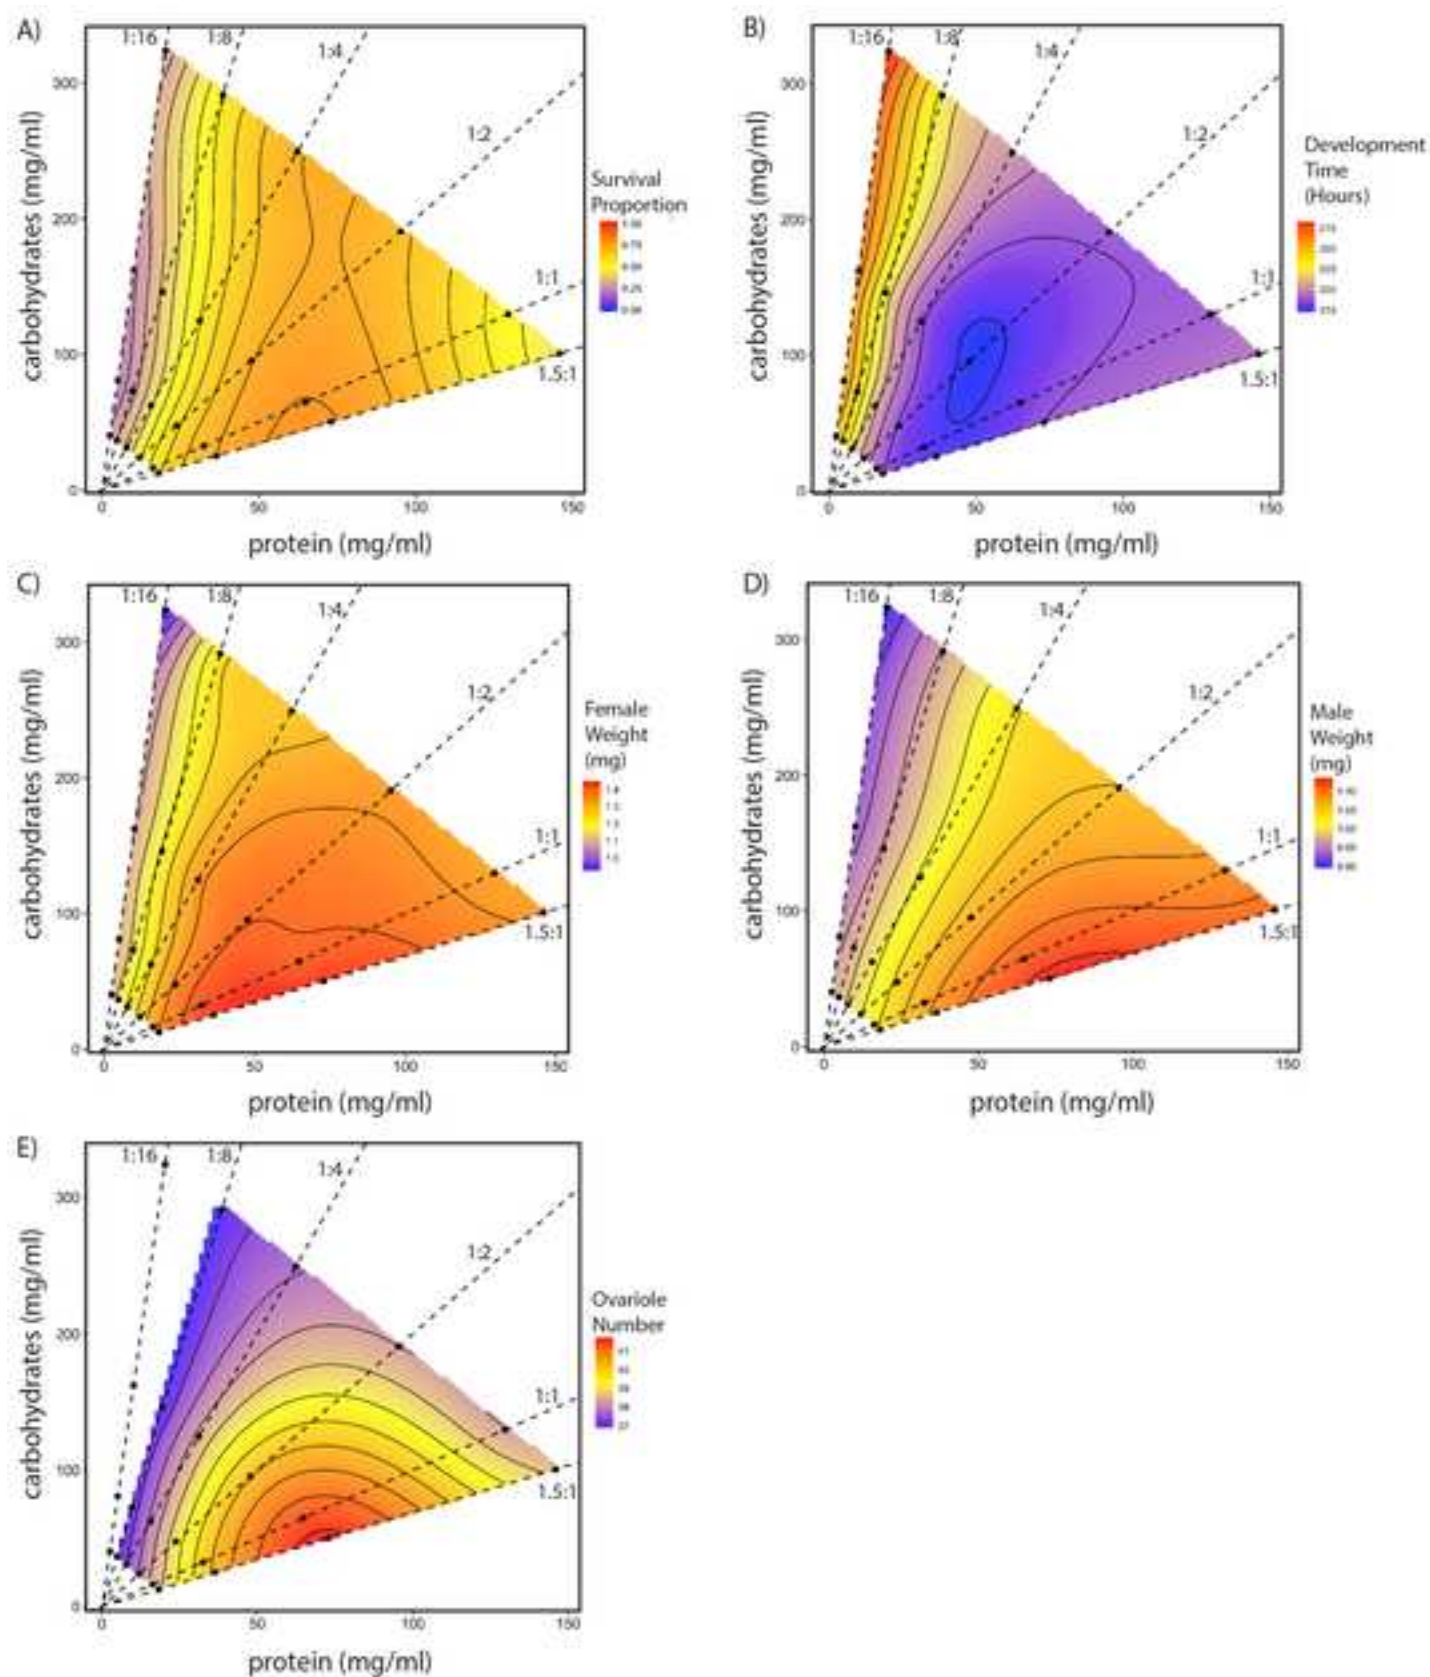 A)
1:16
1:8
1:4
1:2
1:1
1.5:1
300
200
100
0
0
50
100
150
carbohydrates (mg/ml)
protein (mg/ml)
Survival
Proportion
0.25
B)
1:16
1:8
1:4
1:2
1:1
1.5:1
300
200
100
0
0
50
100
150
carbohydrates (mg/ml)
protein (mg/ml)
Development
Time
(Hours)
C)
1:16
1:8
1:4
1:2
1:1
1.5:1
300
200
100
0
0
50
100
150
carbohydrates (mg/ml)
protein (mg/ml)
Female
Weight
(mg)
D)
1:16
1:8
1:4
1:2
1:1
1.5:1
300
200
100
0
0
50
100
150
carbohydrates (mg/ml)
protein (mg/ml)
Male
Weight
(mg)
E)
1:16
1:8
1:4
1:2
1:1
1.5:1
300
200
100
0
0
50
100
150
carbohydrates (mg/ml)
protein (mg/ml)
Ovariole
Number